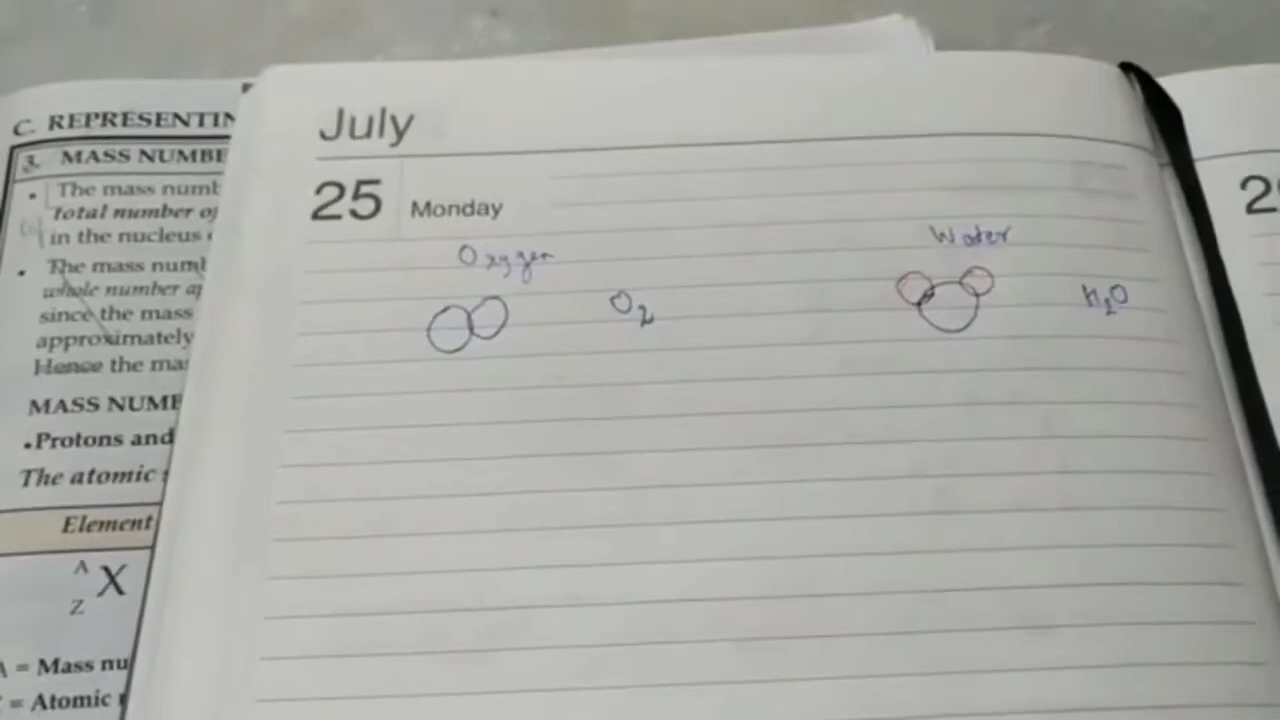 C. REPRESENTIN
3. MASS NUMBE
• The mass numb
total number of
in the nucleus
• The mass numb
whole number ap
since the mass
approximately
Hence the ma
MASS NUMB
• Protons and
The atomic
Element
A
X
Z
A = Mass nu
= Atomic
July
25 Monday
Oxygen
O₂
Water
H₂O
2